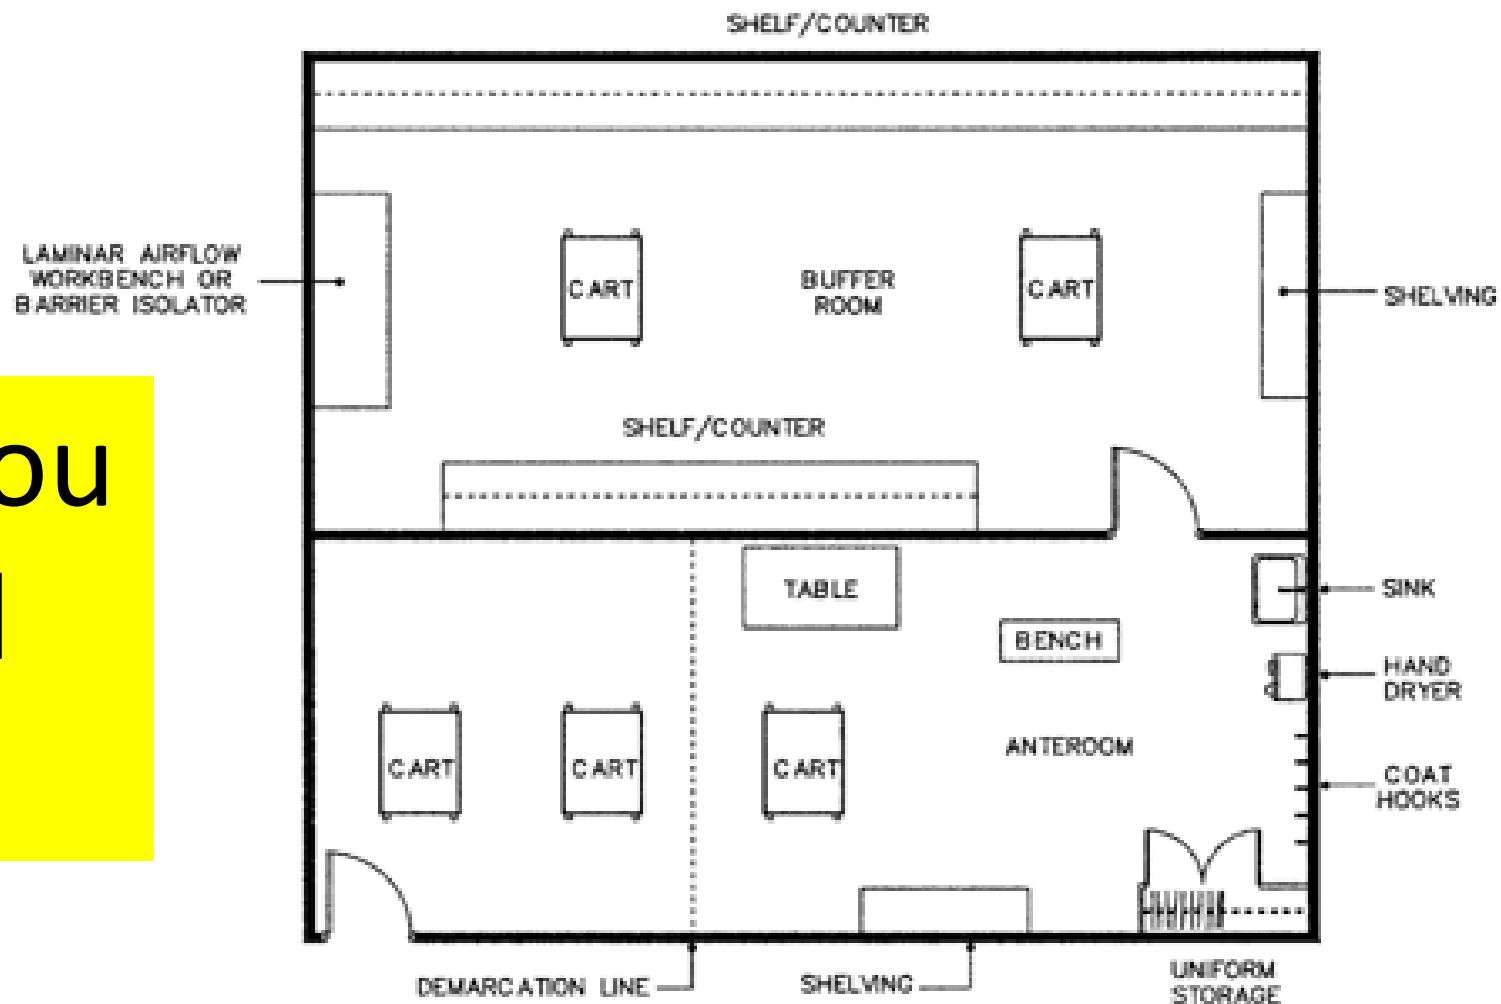 SHELF/COUNTER
LAMINAR AIRFLOW
WORKBENCH OR
BARRIER ISOLATOR
CART
BUFFER
ROOM
CART
SHELVING
SHELF/COUNTER
ou
TABLE
SINK
BENCH
HAND
DRYER
CART
CART
CART
ANTEROOM
COAT
HOOKS
DEMARCATION LINE
SHELVING
UNIFORM
STORAGE